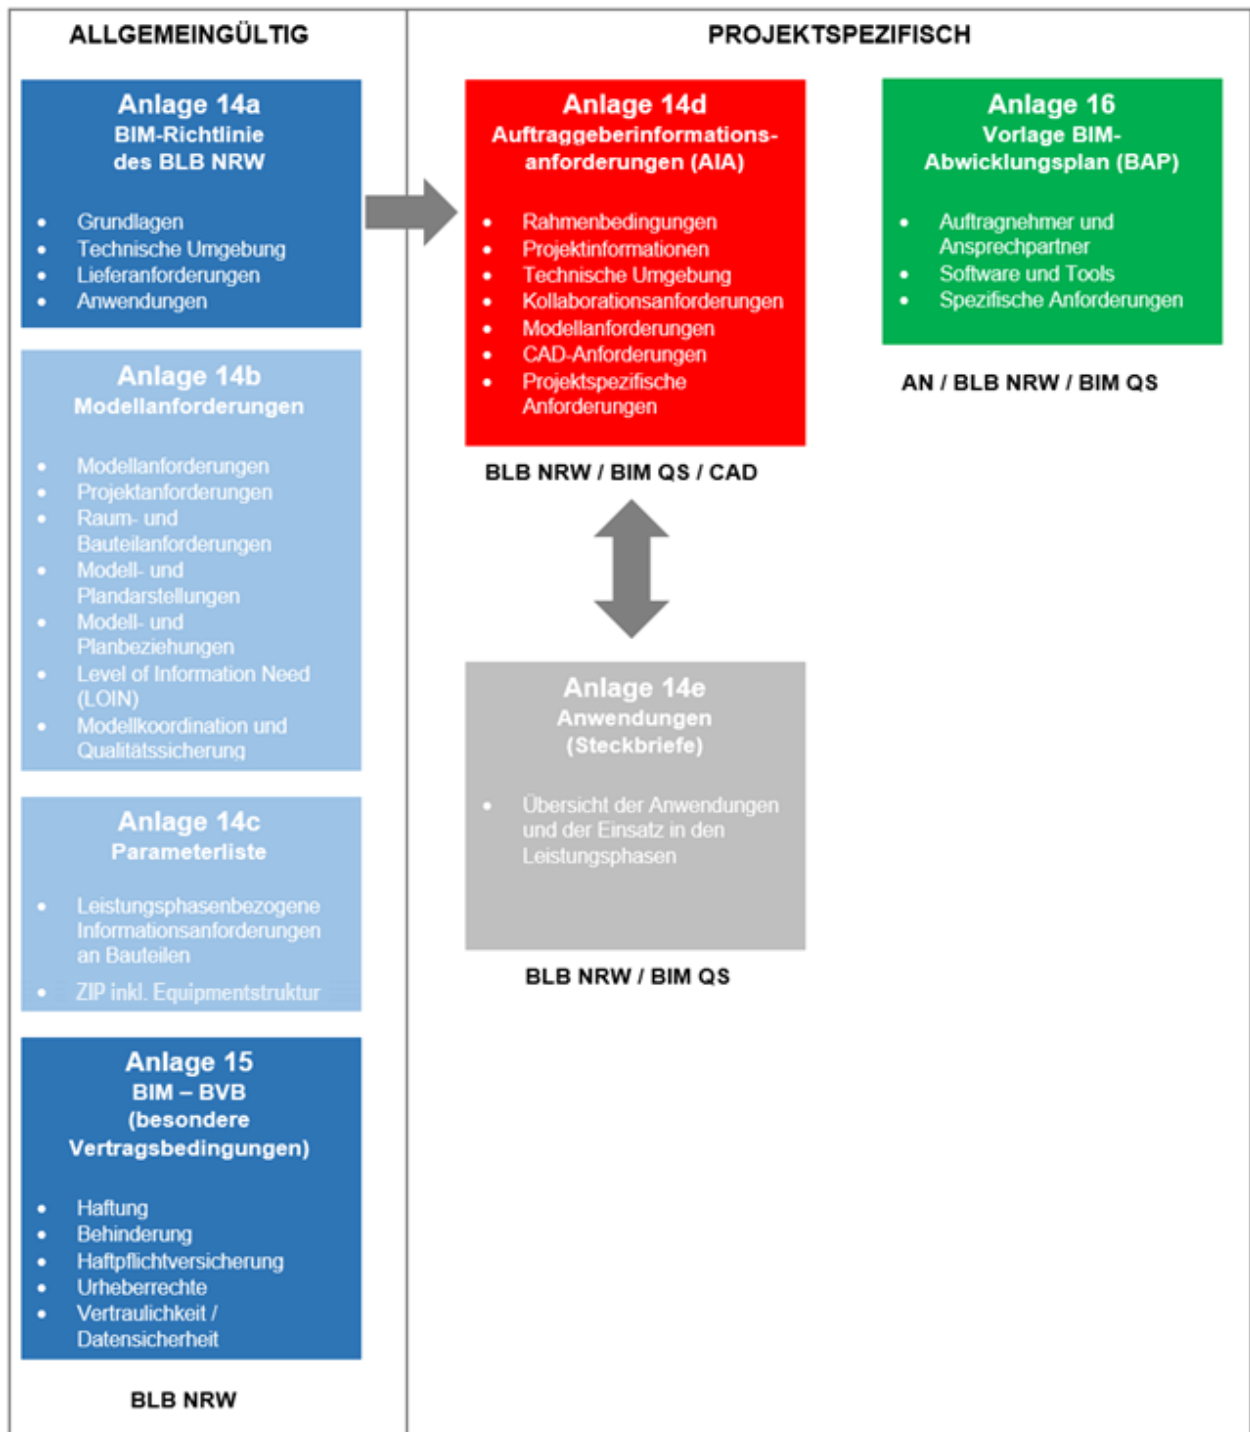 ALLGEMEINGÜLTIG
Anlage 14a
BIM-Richtlinie
des BLB NRW
• Grundlagen
• Technische Umgebung
• Lieferanforderungen
• Anwendungen
Anlage 14b
Modellanforderungen
• Modellanforderungen
• Projektanforderungen
• Raum- und
Bauteilanforderungen
• Modell- und
Plandarstellungen
• Modell- und
Planbeziehungen
• Level of Information Need
(LOIN)
• Modellkoordination und
Qualitätssicherung
Anlage 14c
Parameterliste
• Leistungsphasenbezogene
Informationsanforderungen
an Bauteilen
• ZIP inkl. Equipmentstruktur
Anlage 15
BIM – BVB
(besondere
Vertragsbedingungen)
• Haftung
• Behinderung
• Haftpflichtversicherung
• Urheberrechte
• Vertraulichkeit /
Datensicherheit
BLB NRW
PROJEKTSPEZIFISCH
Anlage 14d
Auftraggeberinformations-
anforderungen (AIA)
• Rahmenbedingungen
• Projektinformationen
• Technische Umgebung
• Kollaborationsanforderungen
• Modellanforderungen
• CAD-Anforderungen
• Projektspezifische
Anforderungen
BLB NRW / BIM QS / CAD
Anlage 14e
Anwendungen
(Steckbriefe)
• Übersicht der Anwendungen
und der Einsatz in den
Leistungsphasen
BLB NRW / BIM QS
Anlage 16
Vorlage BIM-
Abwicklungsplan (BAP)
• Auftragnehmer und
Ansprechpartner
• Software und Tools
• Spezifische Anforderungen
AN / BLB NRW / BIM QS